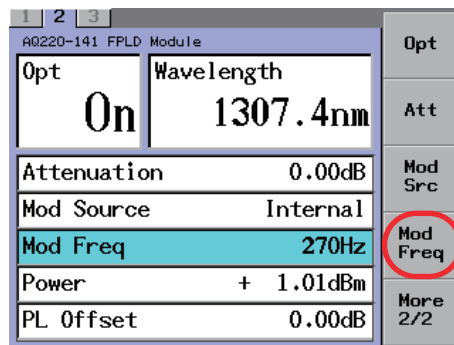 1 2 3
AQ220-141 FPLD Module
Opt
On
Wavelength
1307.4nm
Attenuation 0.00dB
Mod Source Internal
Mod Freq 270Hz
Power + 1.01dBm
PL Offset 0.00dB
Opt
Att
Mod
Src
Mod
Freq
More
2/2